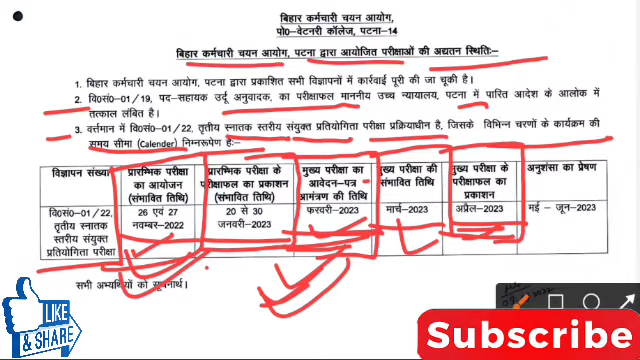 बिहार कर्मचारी चयन आयोग,
पो0-वेटनरी कॉलेज, पटना-14
बिहार कर्मचारी चयन आयोग, पटना द्वारा आयोजित परीक्षाओं की अद्यतन स्थितिः-
1. बिहार कर्मचारी चयन आयोग, पटना द्वारा प्रकाशित सभी विज्ञापनों में कार्रवाई पूरी की जा चूकी है।
2. वि0सं0-01/19, पद-सहायक उर्दू अनुवादक, का परीक्षाफल माननीय उच्च न्यायालय, पटना में पारित आदेश के आलोक में
तत्काल लंबित है।
3. वर्त्तमान में वि0सं0-01/22, तृतीय स्नातक स्तरीय संयुक्त प्रतियोगिता परीक्षा प्रक्रियाधीन है, जिसके विभिन्न चरणों के कार्यक्रम की
समय सीमा (Calender) निम्नरूपेण हैः-
विज्ञापन संख्या
प्रारम्भिक परीक्षा का आयोजन (संभावित तिथि)
प्रारम्भिक परीक्षा के परीक्षाफल का प्रकाशन (संभावित तिथि)
मुख्य परीक्षा का आवेदन-पत्र आमंत्रण की तिथि
मुख्य परीक्षा की संभावित तिथि
मुख्य परीक्षा के परीक्षाफल का प्रकाशन
अनुशंसा का प्रेषण
वि0सं0-01/22, तृतीय स्नातक स्तरीय संयुक्त प्रतियोगिता परीक्षा
26 एवं 27 नवम्बर-2022
20 से 30 जनवरी-2023
फरवरी-2023
मार्च-2023
अप्रैल-2023
मई - जून-2023
सभी अभ्यर्थियों को सूचनार्थ।
LIKE
& SHARE
Subscribe